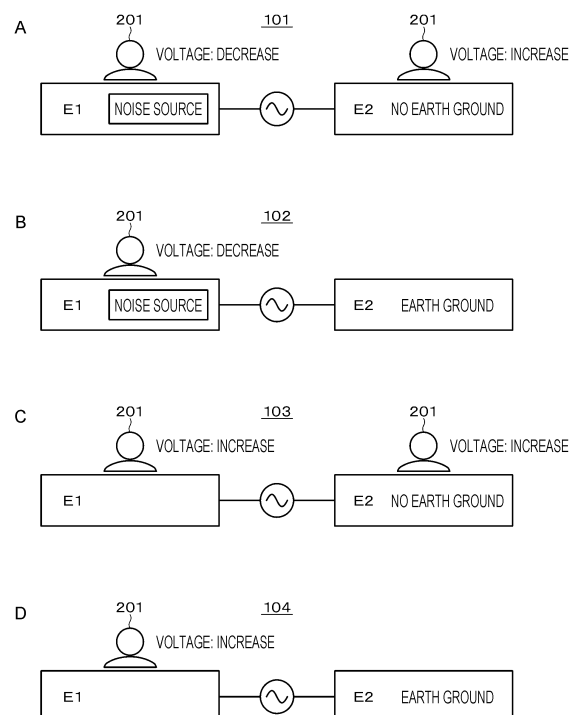 A
201
101
201
VOLTAGE: DECREASE
VOLTAGE: INCREASE
E1
NOISE SOURCE
E2
NO EARTH GROUND
B
201
102
VOLTAGE: DECREASE
E1
NOISE SOURCE
E2
EARTH GROUND
C
201
103
201
VOLTAGE: INCREASE
VOLTAGE: INCREASE
E1
E2
NO EARTH GROUND
D
201
104
VOLTAGE: INCREASE
E1
E2
EARTH GROUND